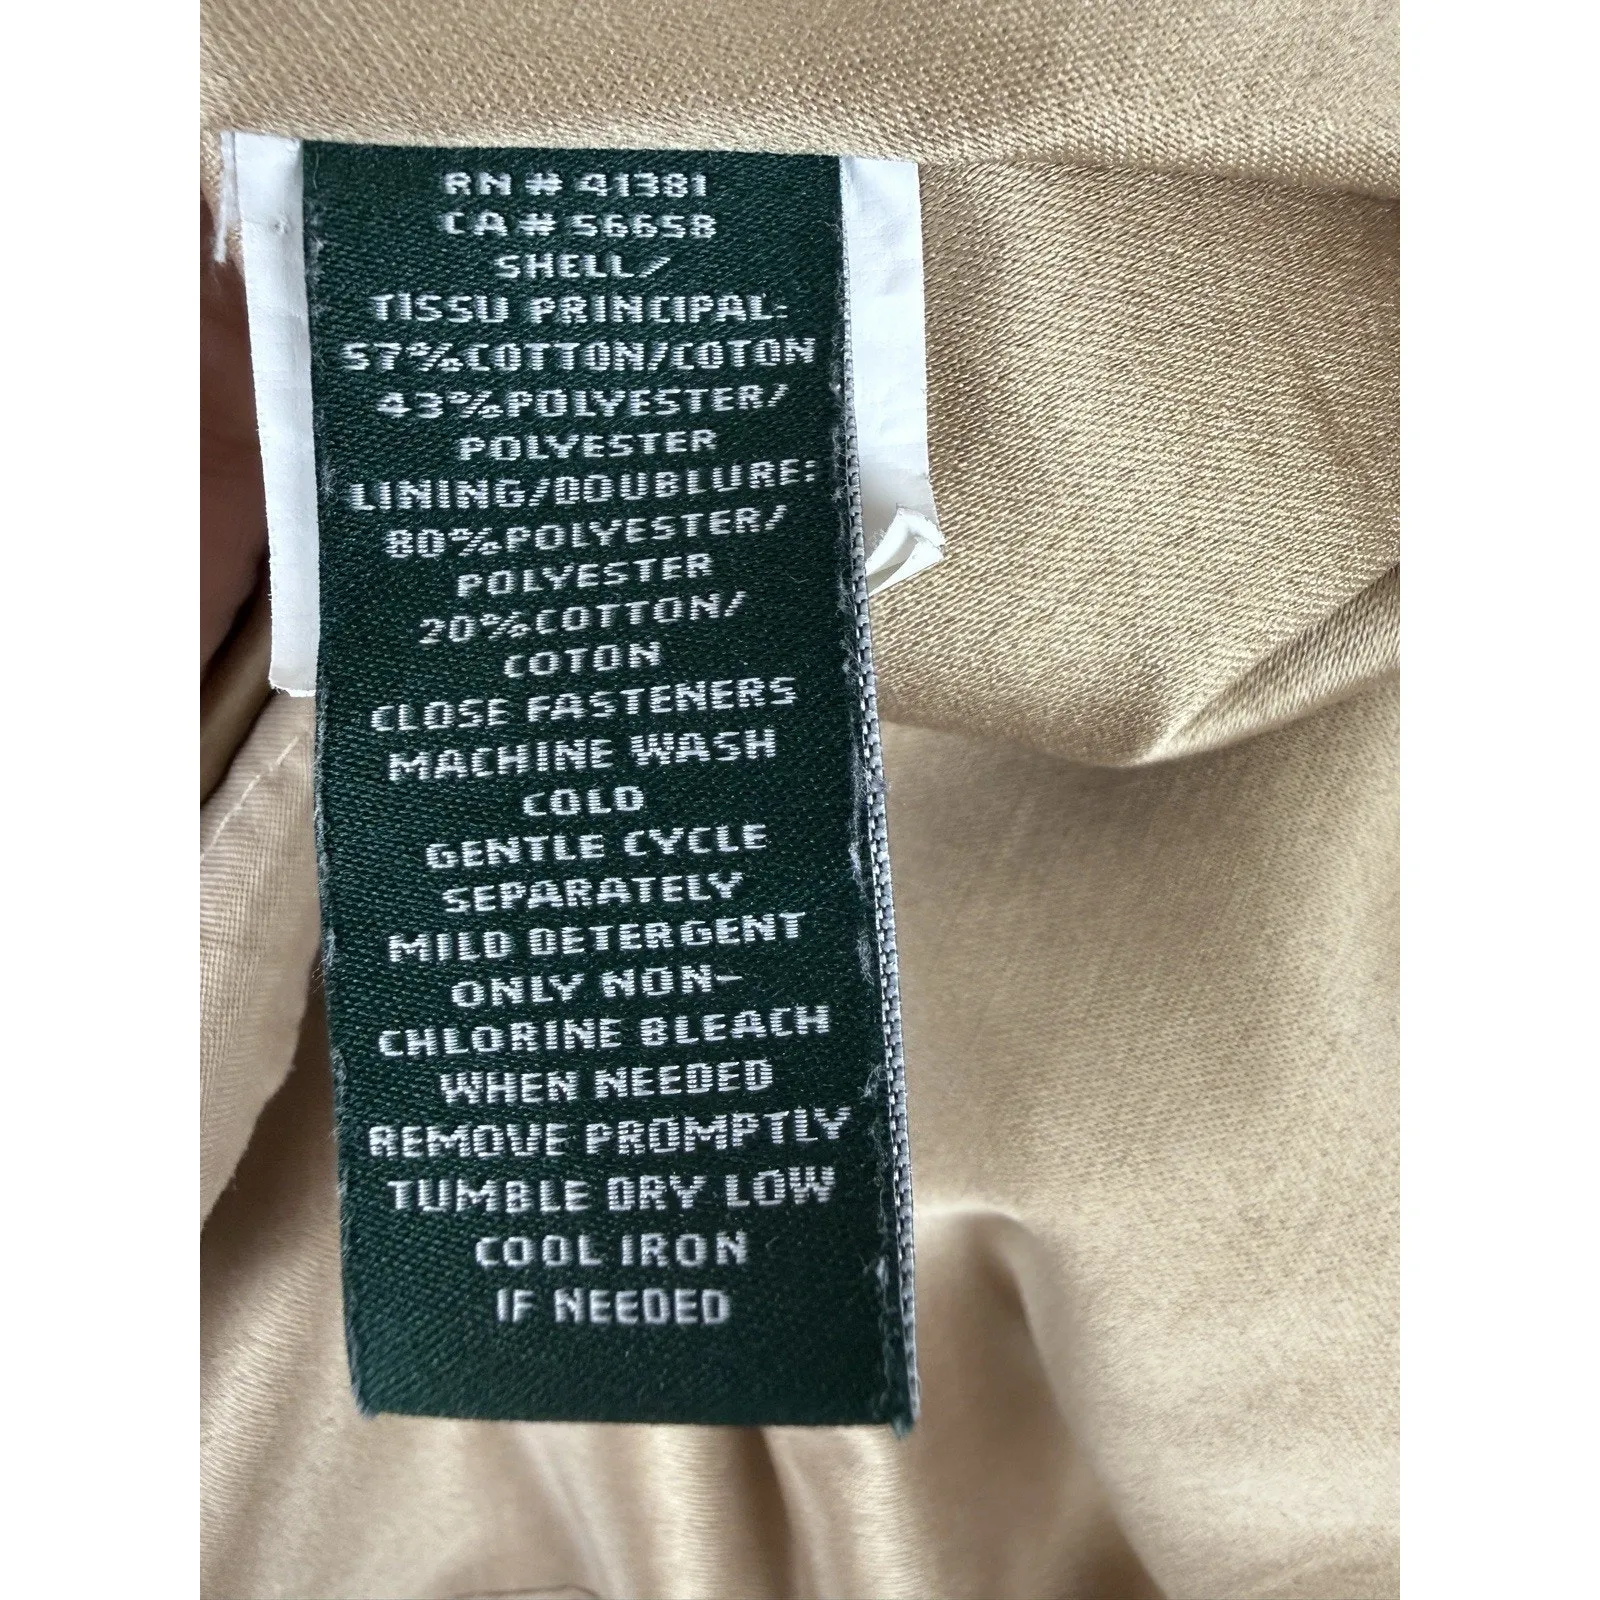 RN # 41381
CA# 56658
SHELL/
TISSU PRINCIPAL:
57%COTTON/COTON
43%POLYESTER/
POLYESTER
LINING/DOUBLURE:
80%POLYESTER/
POLYESTER
20%COTTON/
COTON
CLOSE FASTENERS
MACHINE WASH
COLD
GENTLE CYCLE
SEPARATELY
MILD DETERGENT
ONLY NON-
CHLORINE BLEACH
WHEN NEEDED
REMOVE PROMPTLY
TUMBLE DRY LOW
COOL IRON
IF NEEDED